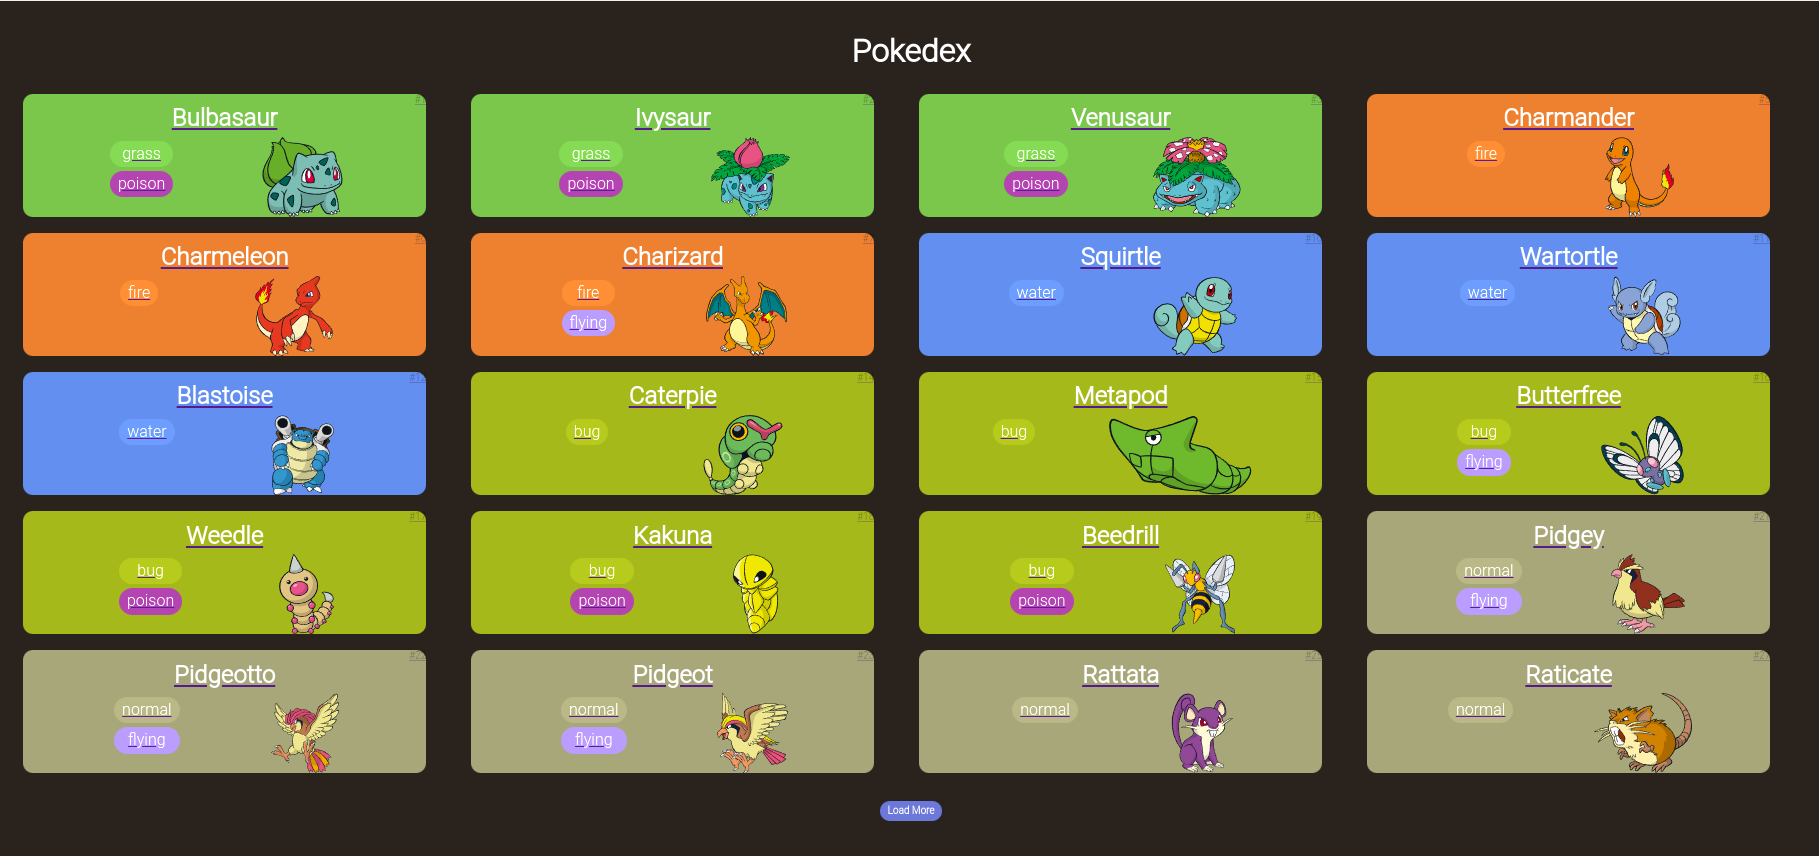 Pokedex
Bulbasaur
grass
poison
Ivysaur
grass
poison
Venusaur
grass
poison
Charmander
fire
Charmeleon
fire
Charizard
fire
flying
Squirtle
water
Wartortle
water
Blastoise
water
Caterpie
bug
Metapod
bug
Butterfree
bug
flying
Weedle
bug
poison
Kakuna
bug
poison
Beedrill
bug
poison
Pidgey
normal
flying
Pidgeotto
normal
flying
Pidgeot
normal
flying
Rattata
normal
Raticate
normal
Load More